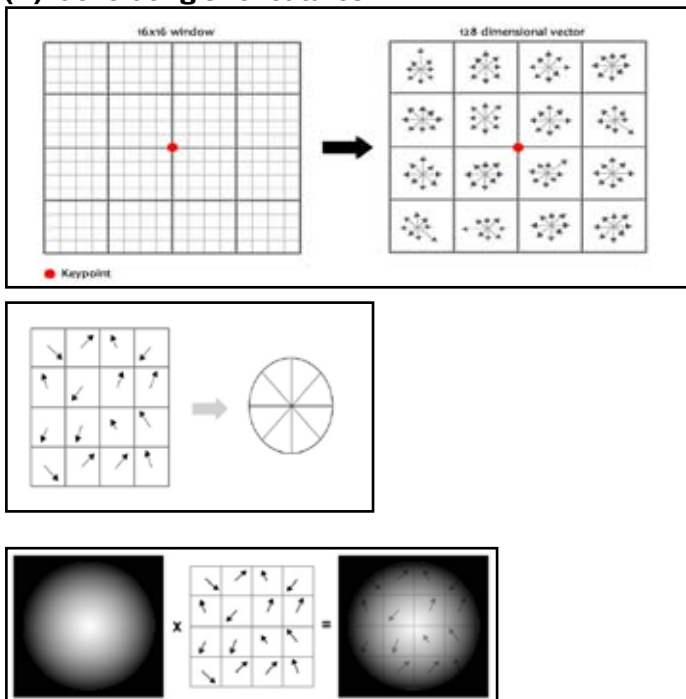 16x16 window
128 dimensional vector
Keypoint
x
=